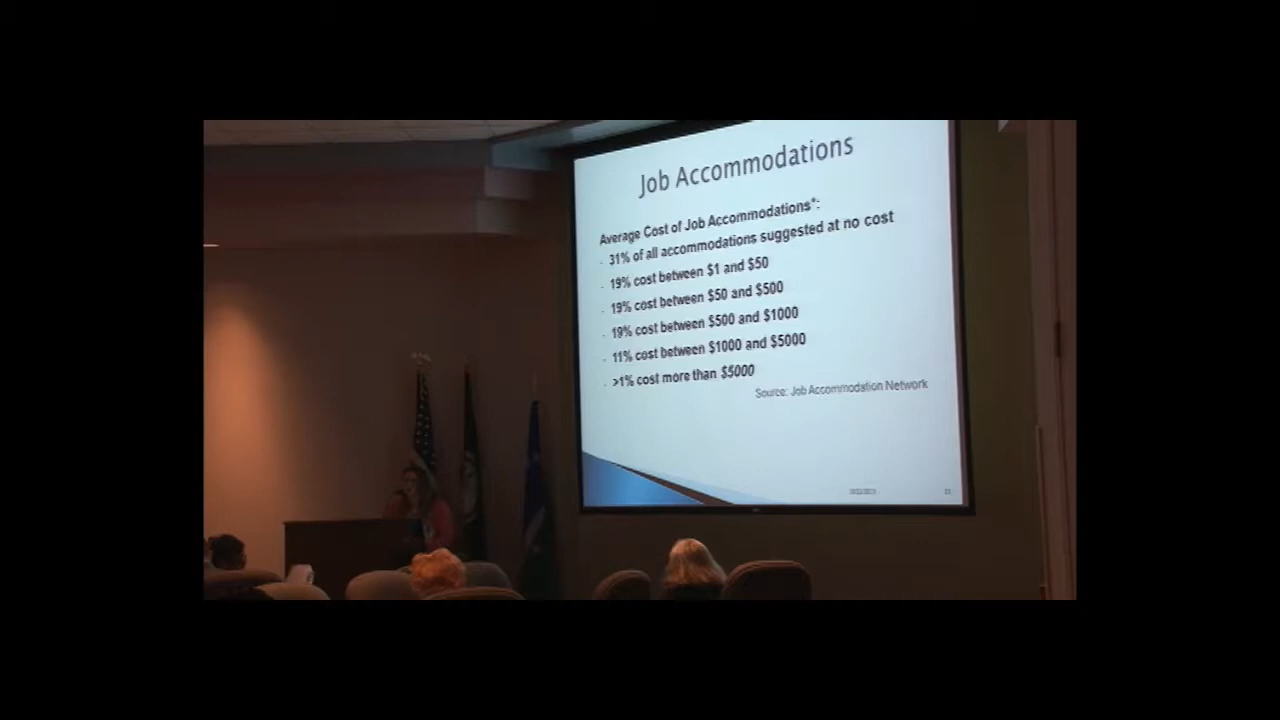 Job Accommodations
Average Cost of Job Accommodations*:
- 31% of all accommodations suggested at no cost
- 19% cost between $1 and $50
- 19% cost between $50 and $500
- 19% cost between $500 and $1000
- 11% cost between $1000 and $5000
- >1% cost more than $5000
Source: Job Accommodation Network